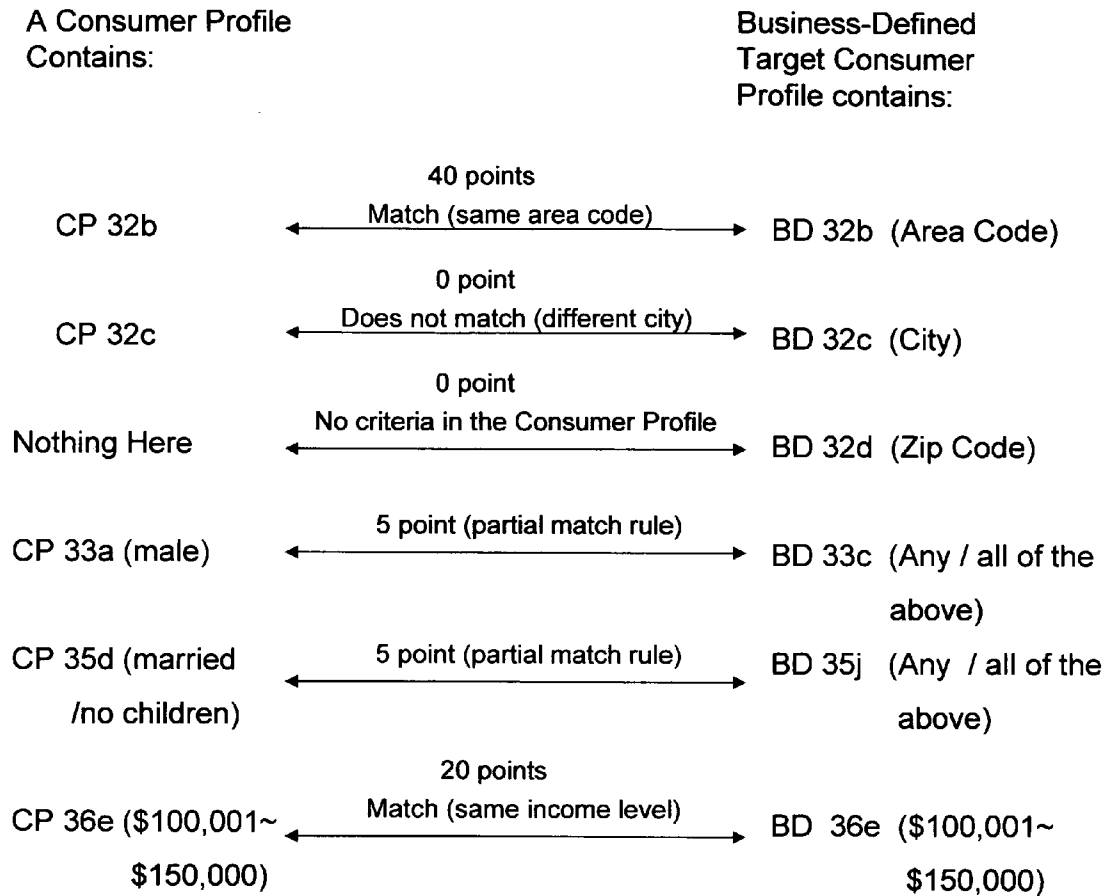 A Consumer Profile
Contains:
Business-Defined
Target Consumer
Profile contains:
40 points
CP 32b
Match (same area code)
BD 32b (Area Code)
0 point
CP 32c
Does not match (different city)
BD 32c (City)
0 point
Nothing Here
No criteria in the Consumer Profile
BD 32d (Zip Code)
CP 33a (male)
5 point (partial match rule)
BD 33c (Any / all of the
above)
CP 35d (married
/no children)
5 point (partial match rule)
BD 35j (Any / all of the
above)
20 points
CP 36e ($100,001~
$150,000)
Match (same income level)
BD 36e ($100,001~
$150,000)